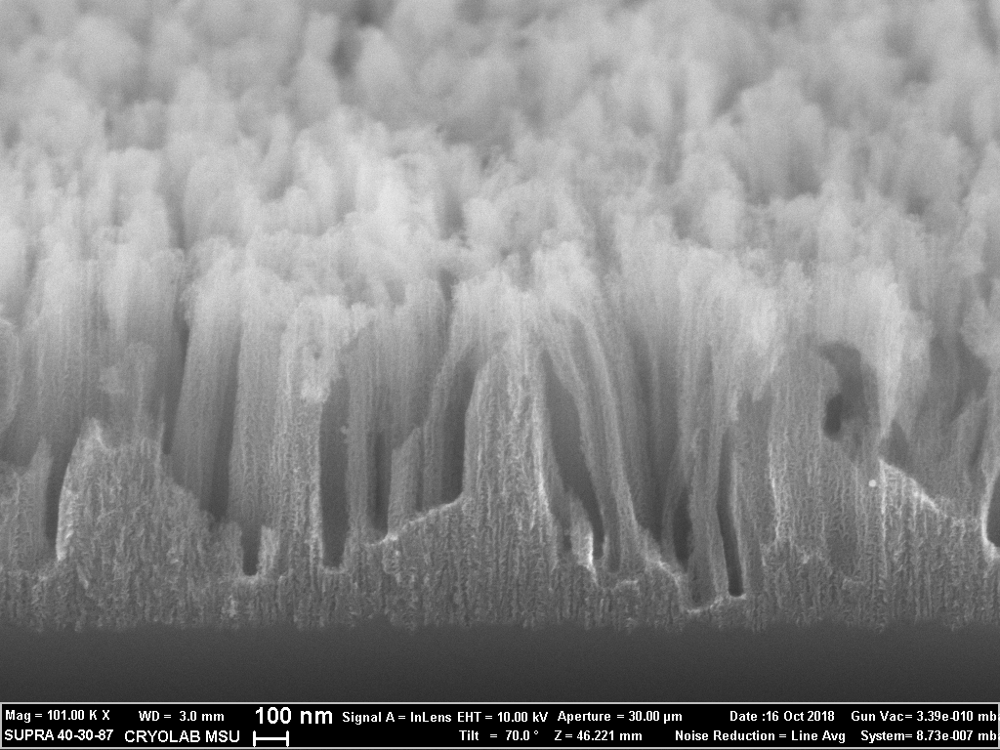 Mag = 101.00 K X WD = 3.0 mm 100 nm Signal A = InLens EHT = 10.00 kV Aperture = 30.00 µm Date :16 Oct 2018 Gun Vac= 3.39e-010 mb
SUPRA 40-30-87 CRYOLAB MSU Tilt = 70.0 ° Z = 46.221 mm Noise Reduction = Line Avg System= 8.73e-007 mb